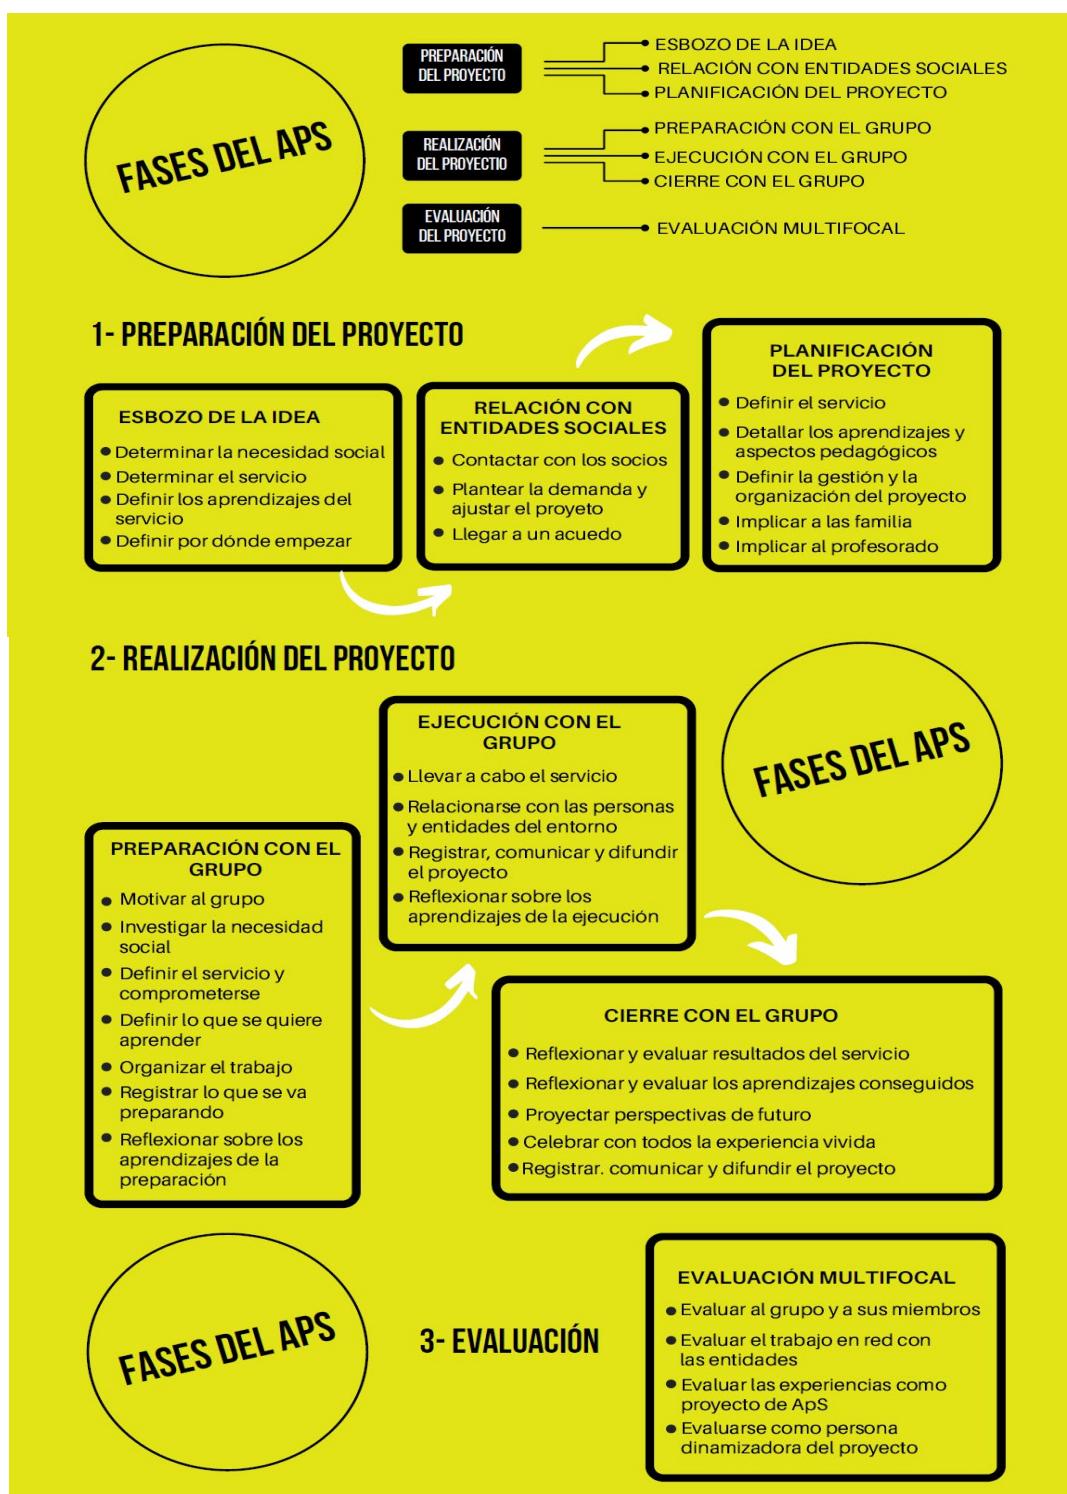 FASES DEL APS
PREPARACIÓN
DEL PROYECTO
ESBOZO DE LA IDEA
RELACIÓN CON ENTIDADES SOCIALES
PLANIFICACIÓN DEL PROYECTO
REALIZACIÓN
DEL PROYECTIO
PREPARACIÓN CON EL GRUPO
EJECUCIÓN CON EL GRUPO
CIERRE CON EL GRUPO
EVALUACIÓN
DEL PROYECTO
EVALUACIÓN MULTIFOCAL
1- PREPARACIÓN DEL PROYECTO
ESBOZO DE LA IDEA
Determinar la necesidad social
Determinar el servicio
Definir los aprendizajes del
servicio
Definir por dónde empezar
RELACIÓN CON
ENTIDADES SOCIALES
Contactar con los socios
Plantear la demanda y
ajustar el proyeto
Llegar a un acuedo
PLANIFICACIÓN
DEL PROYECTO
Definir el servicio
Detallar los aprendizajes y
aspectos pedagógicos
Definir la gestión y la
organización del proyecto
Implicar a las familia
Implicar al profesorado
2- REALIZACIÓN DEL PROYECTO
FASES DEL APS
PREPARACIÓN CON EL
GRUPO
Motivar al grupo
Investigar la necesidad
social
Definir el servicio y
comprometerse
Definir lo que se quiere
aprender
Organizar el trabajo
Registrar lo que se va
preparando
Reflexionar sobre los
aprendizajes de la
preparación
EJECUCIÓN CON EL
GRUPO
Llevar a cabo el servicio
Relacionarse con las personas
y entidades del entorno
Registrar, comunicar y difundir
el proyecto
Reflexionar sobre los
aprendizajes de la ejecución
CIERRE CON EL GRUPO
Reflexionar y evaluar resultados del servicio
Reflexionar y evaluar los aprendizajes conseguidos
Proyectar perspectivas de futuro
Celebrar con todos la experiencia vivida
Registrar. comunicar y difundir el proyecto
FASES DEL APS
3- EVALUACIÓN
EVALUACIÓN MULTIFOCAL
Evaluar al grupo y a sus miembros
Evaluar el trabajo en red con
las entidades
Evaluar las experiencias como
proyecto de ApS
Evaluarse como persona
dinamizadora del proyecto